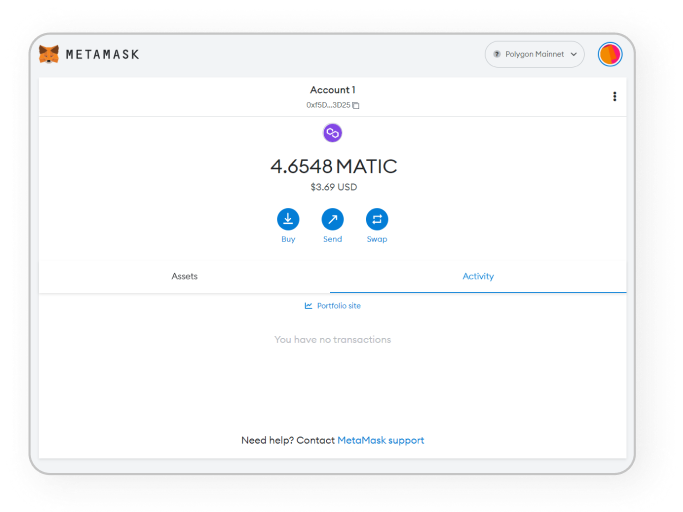 METAMASK
? Polygon Mainnet
Account 1
0xf5D...3D25
4.6548 MATIC
$3.69 USD
Buy Send Swap
Assets Activity
Portfolio site
You have no transactions
Need help? Contact MetaMask support